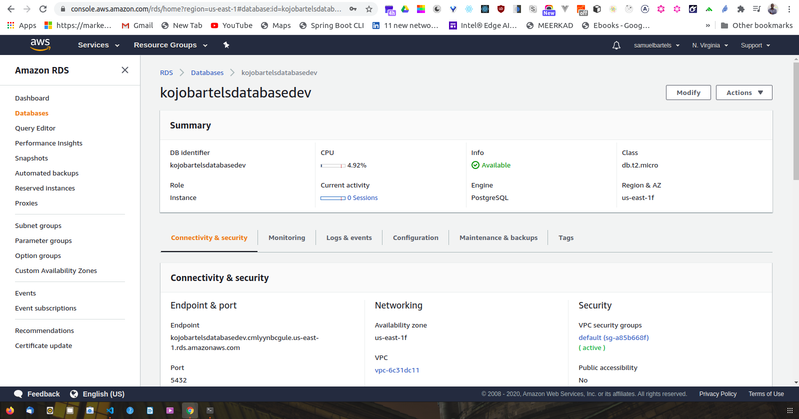 console.aws.amazon.com/rds/home?region=us-east-1#database:id=kojobartelsdatab...
Apps
https://marke...
Gmail
New Tab
YouTube
Maps
Spring Boot CLI
11 new networ...
Intel® Edge AI...
MEERKAD
Ebooks - Goog...
»
Other bookmarks
aws
Services
Resource Groups
samuelbartels
N. Virginia
Support
Amazon RDS
Dashboard
Databases
Query Editor
Performance Insights
Snapshots
Automated backups
Reserved instances
Proxies
Subnet groups
Parameter groups
Option groups
Custom Availability Zones
Events
Event subscriptions
Recommendations
Certificate update
RDS
Databases
kojobartelsdatabasedev
kojobartelsdatabasedev
Modify
Actions
Summary
DB identifier
kojobartelsdatabasedev
CPU
4.92%
Info
Available
Class
db.t2.micro
Role
Instance
Current activity
0 Sessions
Engine
PostgreSQL
Region & AZ
us-east-1f
Connectivity & security
Monitoring
Logs & events
Configuration
Maintenance & backups
Tags
Connectivity & security
Endpoint & port
Endpoint
kojobartelsdatabasedev.cmlyynbcgule.us-east-
1.rds.amazonaws.com
Port
5432
Networking
Availability zone
us-east-1f
VPC
vpc-6c31dc11
Security
VPC security groups
default (sg-a85b668f)
( active )
Public accessibility
No
Feedback
English (US)
© 2008 - 2020, Amazon Web Services, Inc. or its affiliates. All rights reserved.
Privacy Policy
Terms of Use